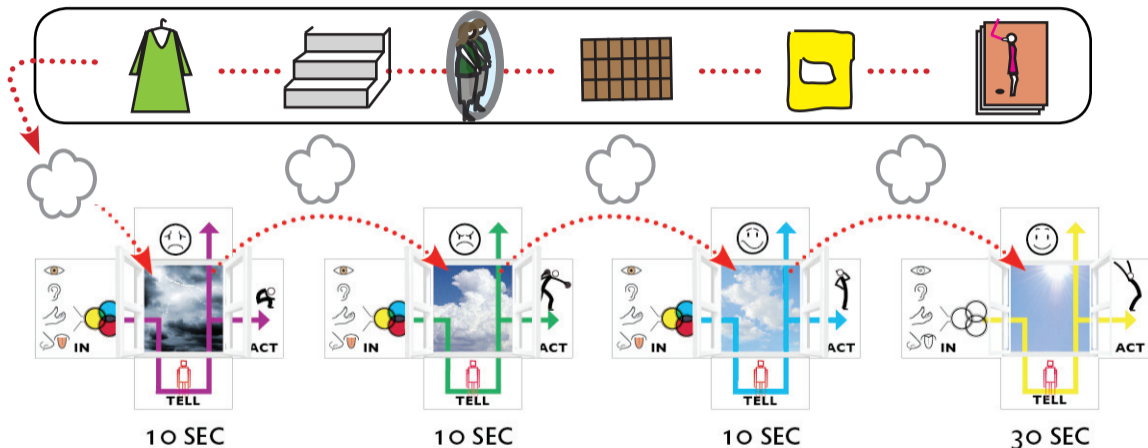 IN ACT IN ACT IN ACT IN ACT
TELL TELL TELL TELL
10 SEC 10 SEC 10 SEC 30 SEC